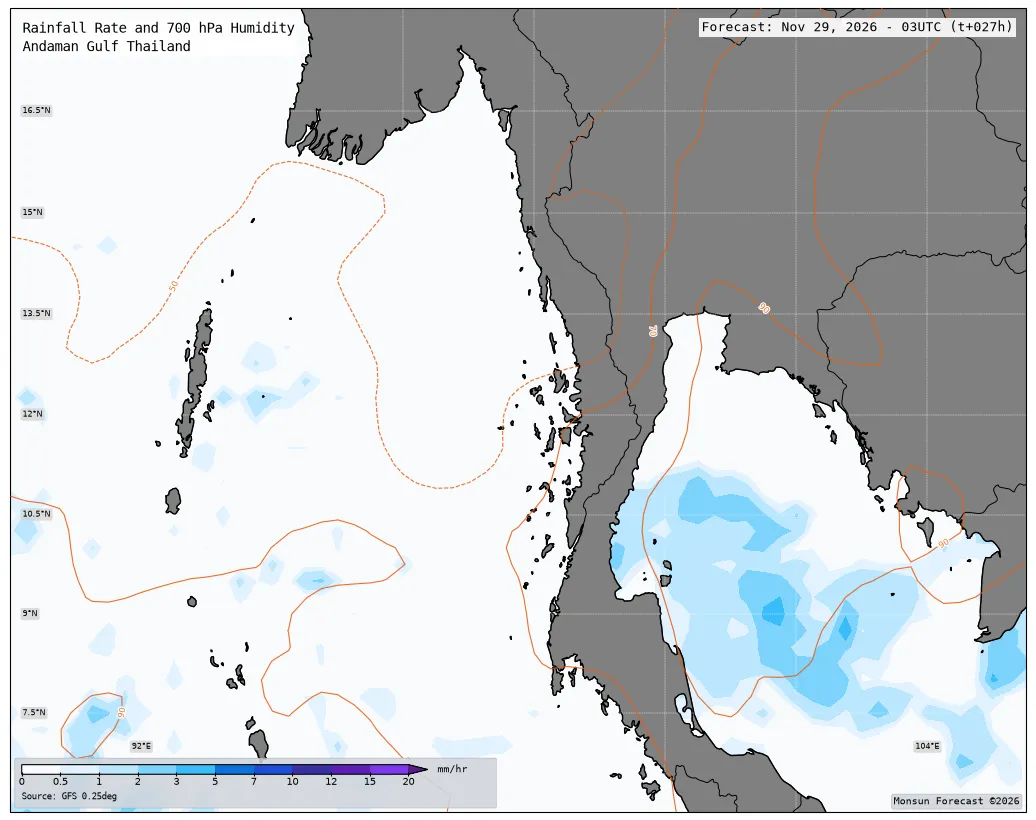 Rainfall Rate and 700 hPa Humidity
Andaman Gulf Thailand
Forecast: Nov 29, 2026 - 03UTC (t+027h)
16.5°N
15°N
50
13.5°N
90
70
12°N
10.5°N
90
9°N
7.5°N
90
92°E
104°E
0 0.5 1 2 3 5 7 10 12 15 20 mm/hr
Source: GFS 0.25deg
Monsun Forecast ©2026